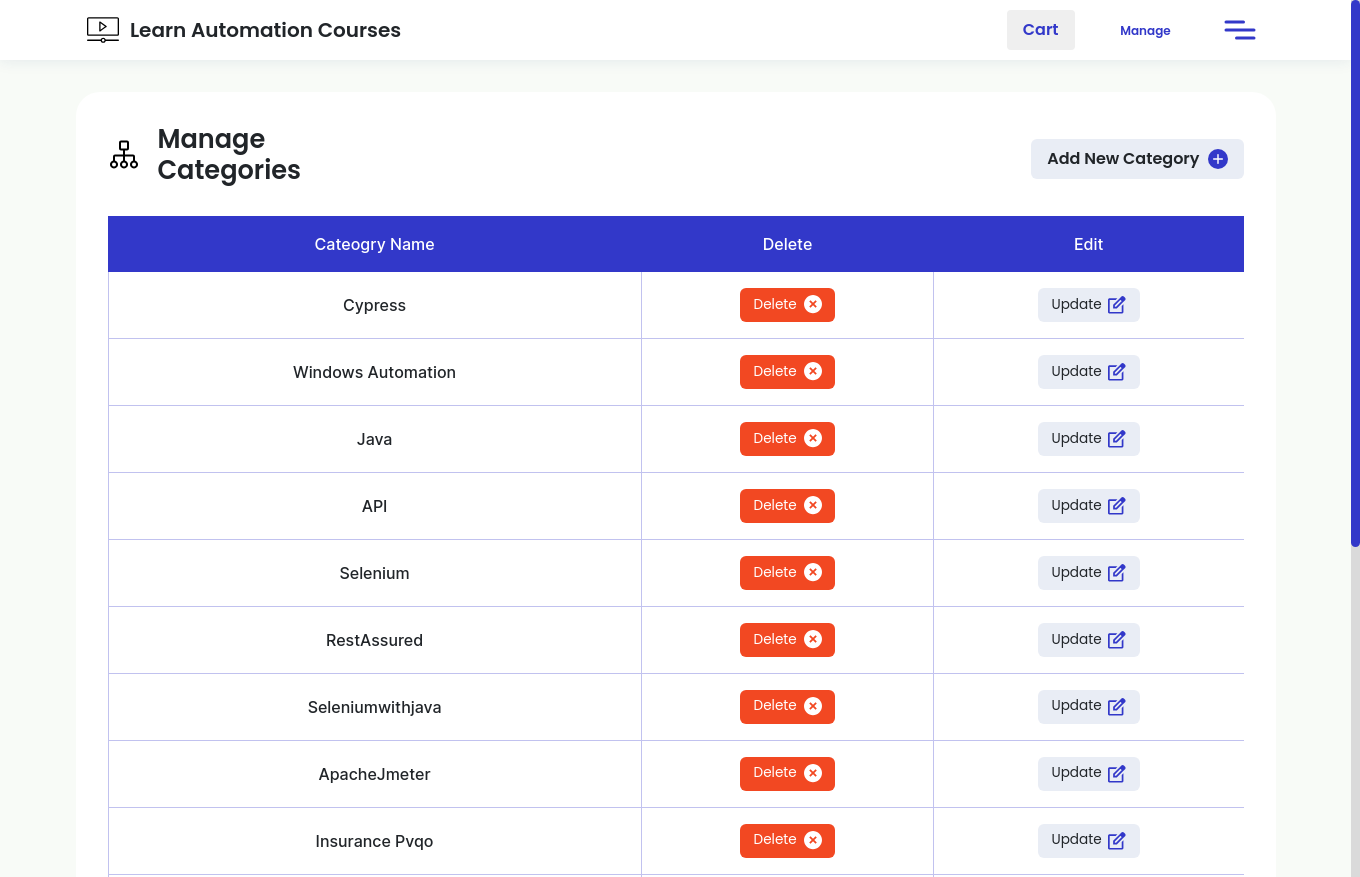 Learn Automation Courses
Cart
Manage
Manage
Categories
Add New Category
Cateogry Name Delete Edit
Cypress Delete Update
Windows Automation Delete Update
Java Delete Update
API Delete Update
Selenium Delete Update
RestAssured Delete Update
Seleniumwithjava Delete Update
ApacheJmeter Delete Update
Insurance Pvqo Delete Update